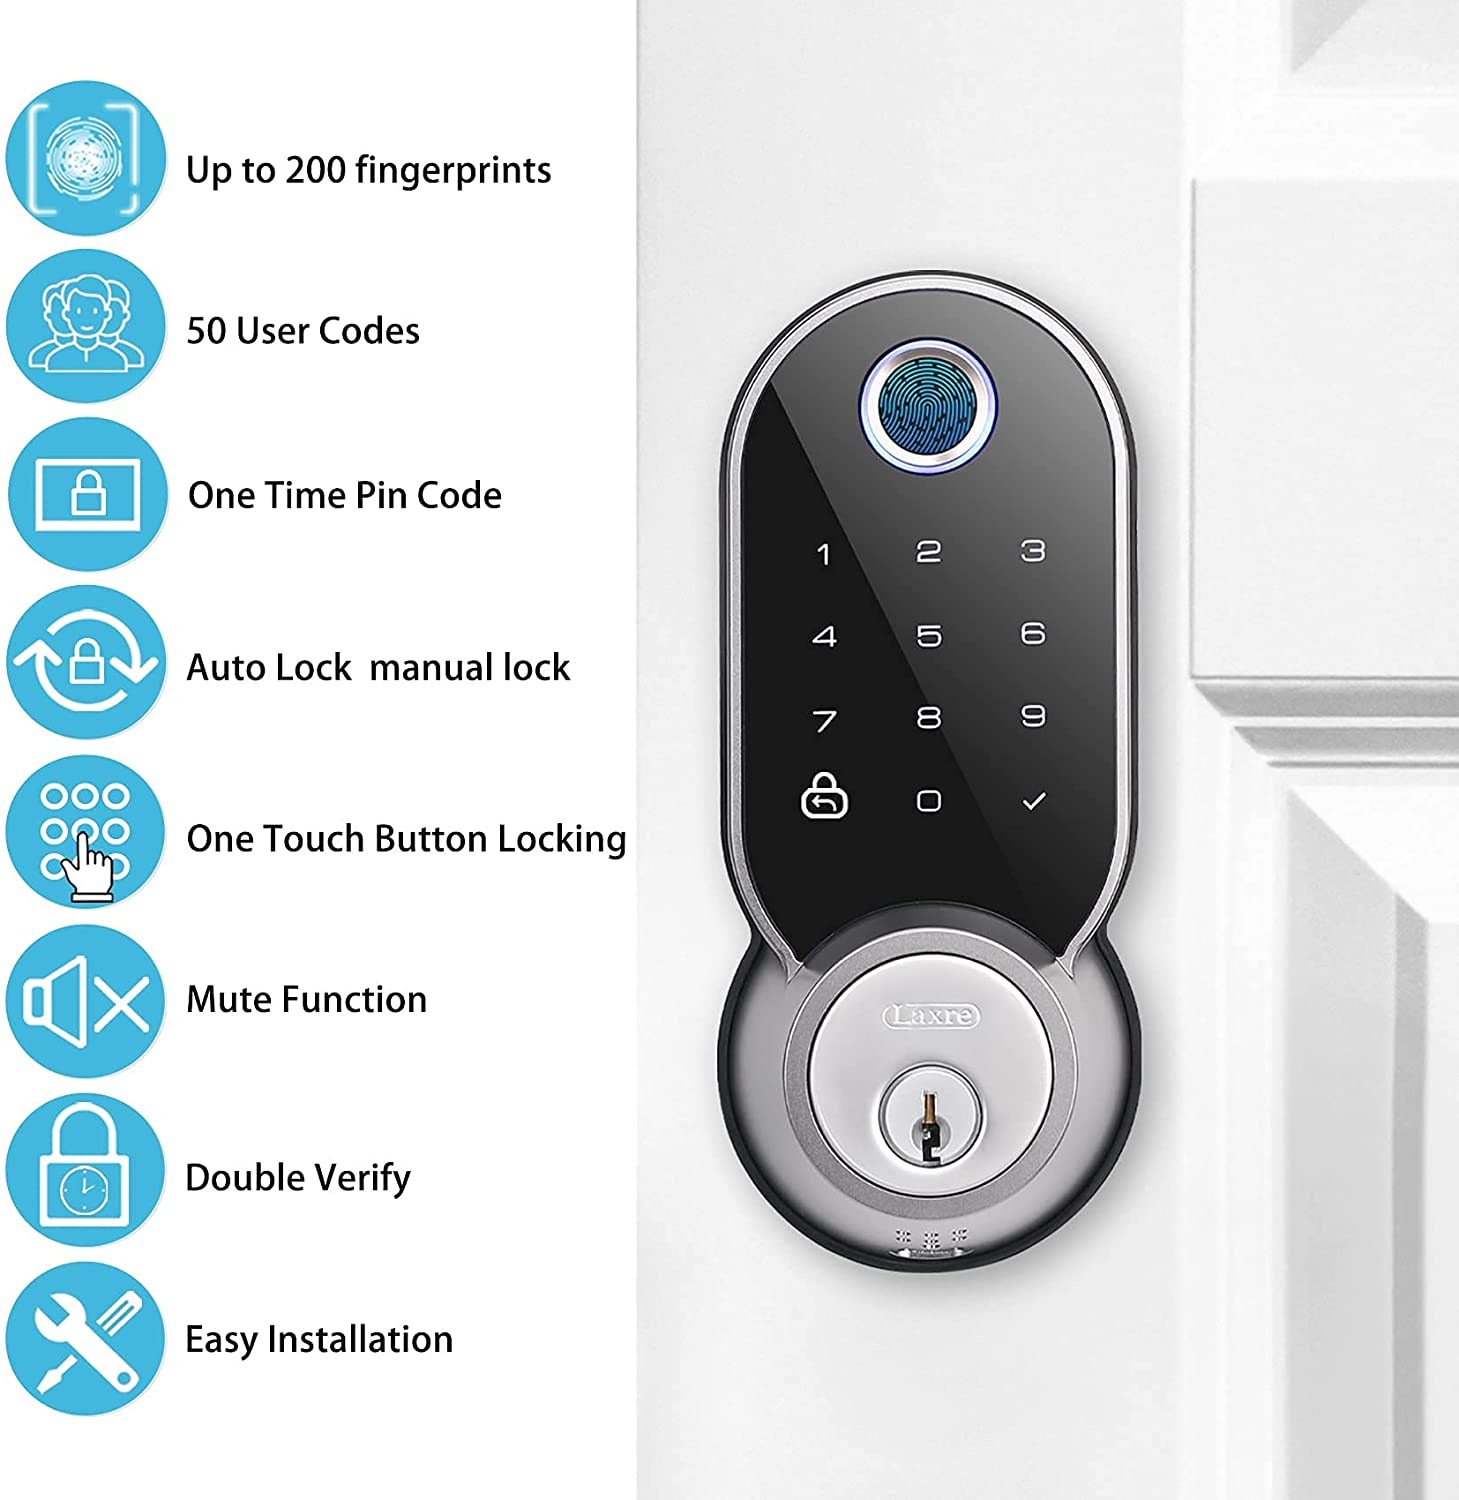 Up to 200 fingerprints
50 User Codes
One Time Pin Code
Auto Lock  manual lock
One Touch Button Locking
Mute Function
Double Verify
Easy Installation
1 2 3
4 5 6
7 8 9
0
Laxre